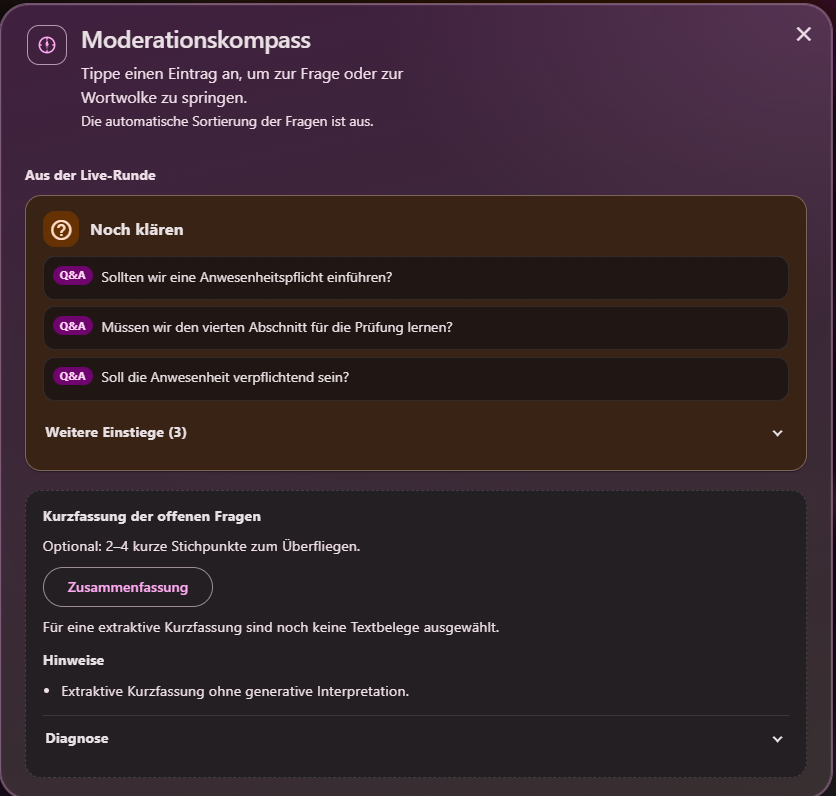 Moderationskompass
Tippe einen Eintrag an, um zur Frage oder zur
Wortwolke zu springen.
Die automatische Sortierung der Fragen ist aus.
Aus der Live-Runde
Noch klären
Q&A Sollten wir eine Anwesenheitspflicht einführen?
Q&A Müssen wir den vierten Abschnitt für die Prüfung lernen?
Q&A Soll die Anwesenheit verpflichtend sein?
Weitere Einstiege (3)
Kurzfassung der offenen Fragen
Optional: 2–4 kurze Stichpunkte zum Überfliegen.
Zusammenfassung
Für eine extraktive Kurzfassung sind noch keine Textbelege ausgewählt.
Hinweise
• Extraktive Kurzfassung ohne generative Interpretation.
Diagnose